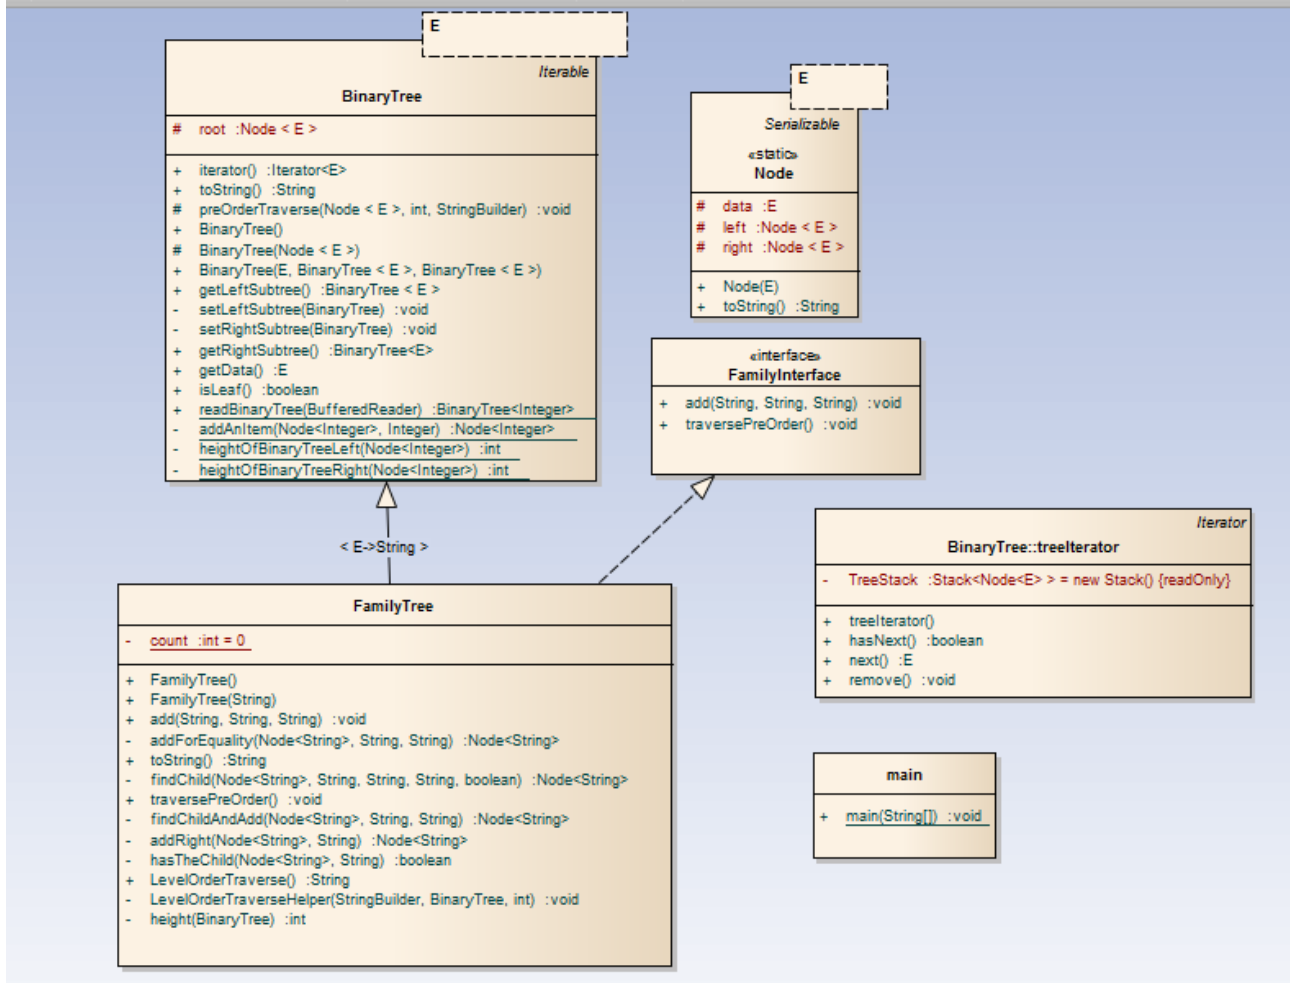 E
Iterable
BinaryTree
# root :Node < E >
+ iterator() :Iterator<E>
+ toString() :String
# preOrderTraverse(Node < E >, int, StringBuilder) :void
+ BinaryTree()
# BinaryTree(Node < E >)
+ BinaryTree(E, BinaryTree < E >, BinaryTree < E >)
+ getLeftSubtree() :BinaryTree < E >
- setLeftSubtree(BinaryTree) :void
- setRightSubtree(BinaryTree) :void
+ getRightSubtree() :BinaryTree<E>
+ getData() :E
+ isLeaf() :boolean
+ readBinaryTree(BufferedReader) :BinaryTree<Integer>
- addAnItem(Node<Integer>, Integer) :Node<Integer>
- heightOfBinaryTreeLeft(Node<Integer>) :int
- heightOfBinaryTreeRight(Node<Integer>) :int
E
Serializable
«static»
Node
# data :E
# left :Node < E >
# right :Node < E >
+ Node(E)
+ toString() :String
«interface»
FamilyInterface
+ add(String, String, String) :void
+ traversePreOrder() :void
< E->String >
Iterator
BinaryTree::treeIterator
- TreeStack :Stack<Node<E> > = new Stack() {readOnly}
+ treeIterator()
+ hasNext() :boolean
+ next() :E
+ remove() :void
FamilyTree
- count :int = 0
+ FamilyTree()
+ FamilyTree(String)
+ add(String, String, String) :void
- addForEquality(Node<String>, String, String) :Node<String>
+ toString() :String
- findChild(Node<String>, String, String, String, boolean) :Node<String>
+ traversePreOrder() :void
- findChildAndAdd(Node<String>, String, String) :Node<String>
- addRight(Node<String>, String) :Node<String>
- hasTheChild(Node<String>, String) :boolean
+ LevelOrderTraverse() :String
- LevelOrderTraverseHelper(StringBuilder, BinaryTree, int) :void
- height(BinaryTree) :int
main
+ main(String[]) :void